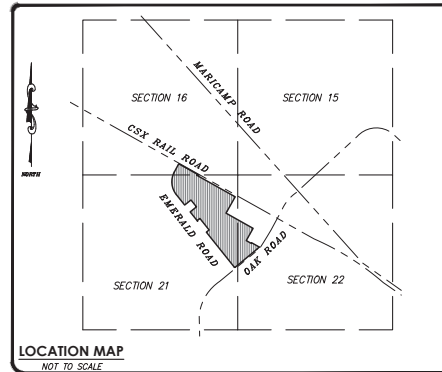 SECTION 16
SECTION 15
MARICAMP ROAD
CSX RAIL ROAD
NORTH
EMERALD ROAD
OAK ROAD
SECTION 21
SECTION 22
LOCATION MAP
NOT TO SCALE